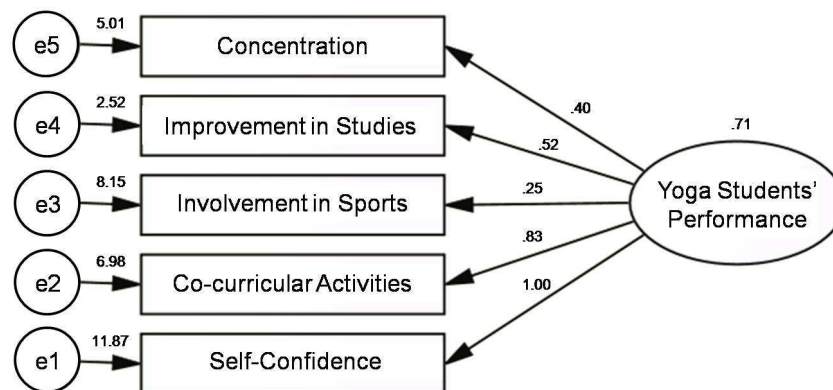 e5
5.01
Concentration
.40
e4
2.52
Improvement in Studies
.52
.71
e3
8.15
Involvement in Sports
.25
Yoga Students'
Performance
e2
6.98
Co-curricular Activities
.83
e1
11.87
Self-Confidence
1.00